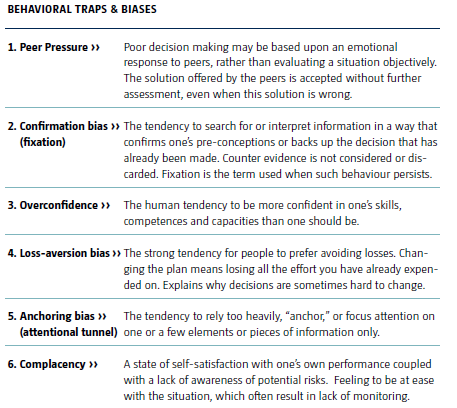 BEHAVIORAL TRAPS & BIASES
1. Peer Pressure ›› Poor decision making may be based upon an emotional
response to peers, rather than evaluating a situation objectively.
The solution offered by the peers is accepted without further
assessment, even when this solution is wrong.
2. Confirmation bias ›› The tendency to search for or interpret information in a way that
(fixation) confirms one’s pre-conceptions or backs up the decision that has
already been made. Counter evidence is not considered or dis-
carded. Fixation is the term used when such behaviour persists.
3. Overconfidence ›› The human tendency to be more confident in one’s skills,
competences and capacities than one should be.
4. Loss-aversion bias ›› The strong tendency for people to prefer avoiding losses. Chan-
ging the plan means losing all the effort you have already expen-
ded on. Explains why decisions are sometimes hard to change.
5. Anchoring bias ›› The tendency to rely too heavily, “anchor,” or focus attention on
(attentional tunnel) one or a few elements or pieces of information only.
6. Complacency ›› A state of self-satisfaction with one’s own performance coupled
with a lack of awareness of potential risks. Feeling to be at ease
with the situation, which often result in lack of monitoring.